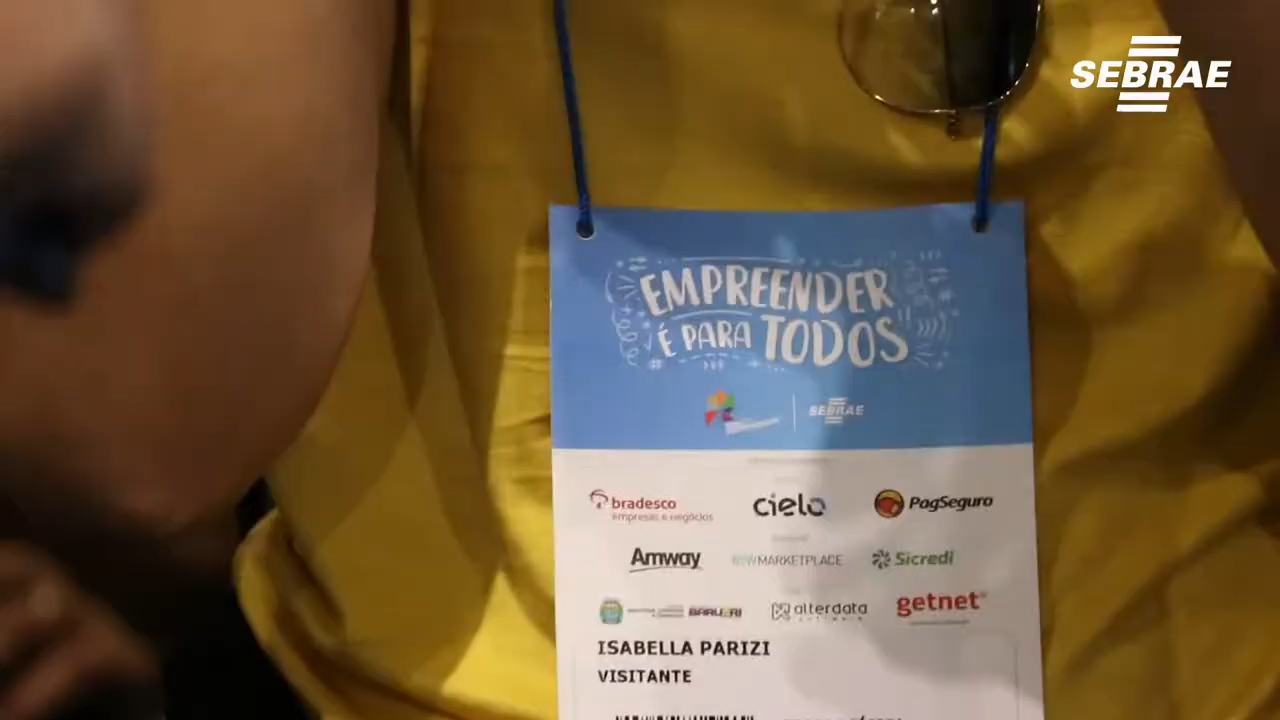 SEBRAE
EMPREENDER
É PARA TODOS
SEBRAE
bradesco
empresas e negócios
cielo
PagSeguro
Amway
MARKETPLACE
Sicredi
BARUERI
alterdata
getnet
ISABELLA PARIZI
VISITANTE